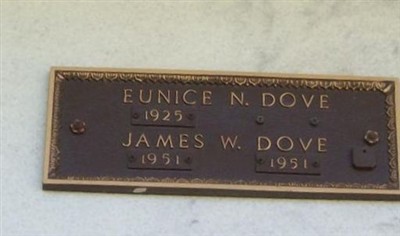 EUNICE N. DOVE
1925
JAMES W. DOVE
1951 1951